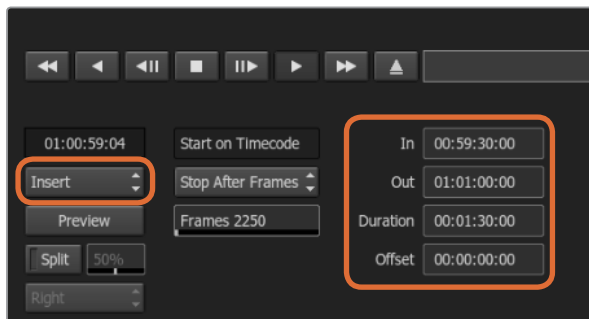 01:00:59:04 Start on Timecode In 00:59:30:00
Insert Stop After Frames Out 01:01:00:00
Preview Frames 2250 Duration 00:01:30:00
Split 50% Offset 00:00:00:00
Right